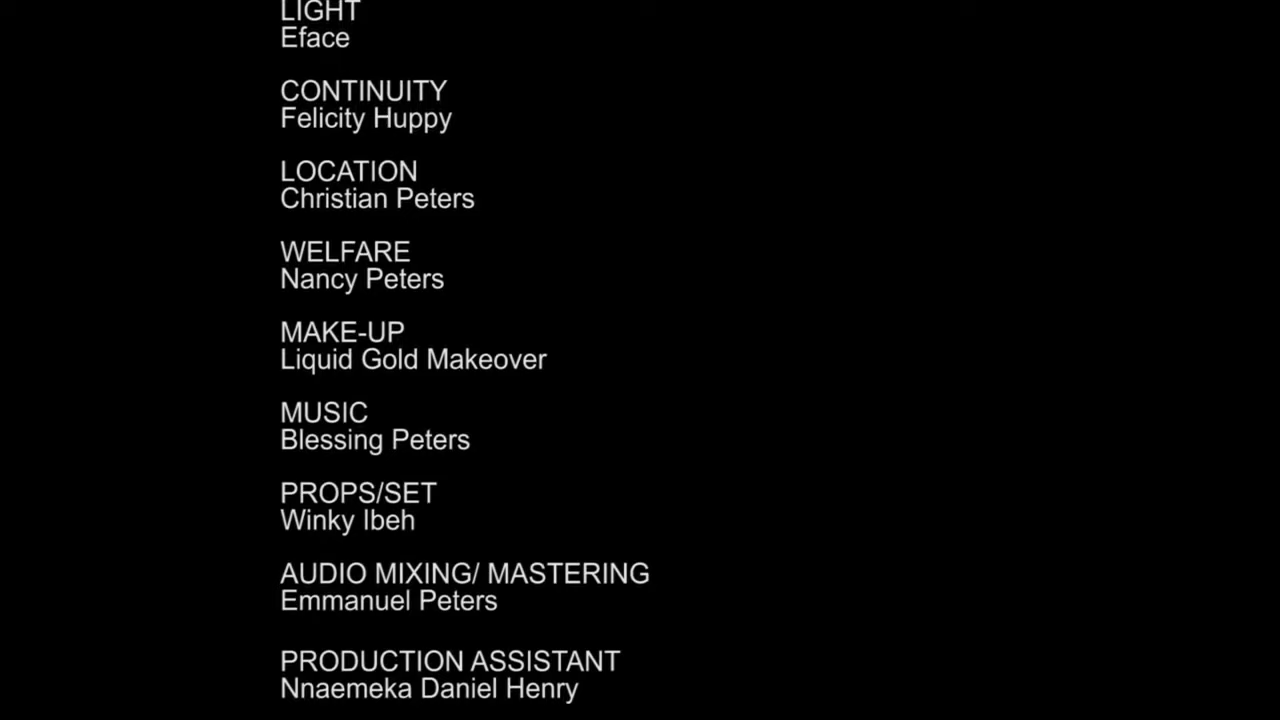 LIGHT
Eface
CONTINUITY
Felicity Huppy
LOCATION
Christian Peters
WELFARE
Nancy Peters
MAKE-UP
Liquid Gold Makeover
MUSIC
Blessing Peters
PROPS/SET
Winky Ibeh
AUDIO MIXING/ MASTERING
Emmanuel Peters
PRODUCTION ASSISTANT
Nnaemeka Daniel Henry